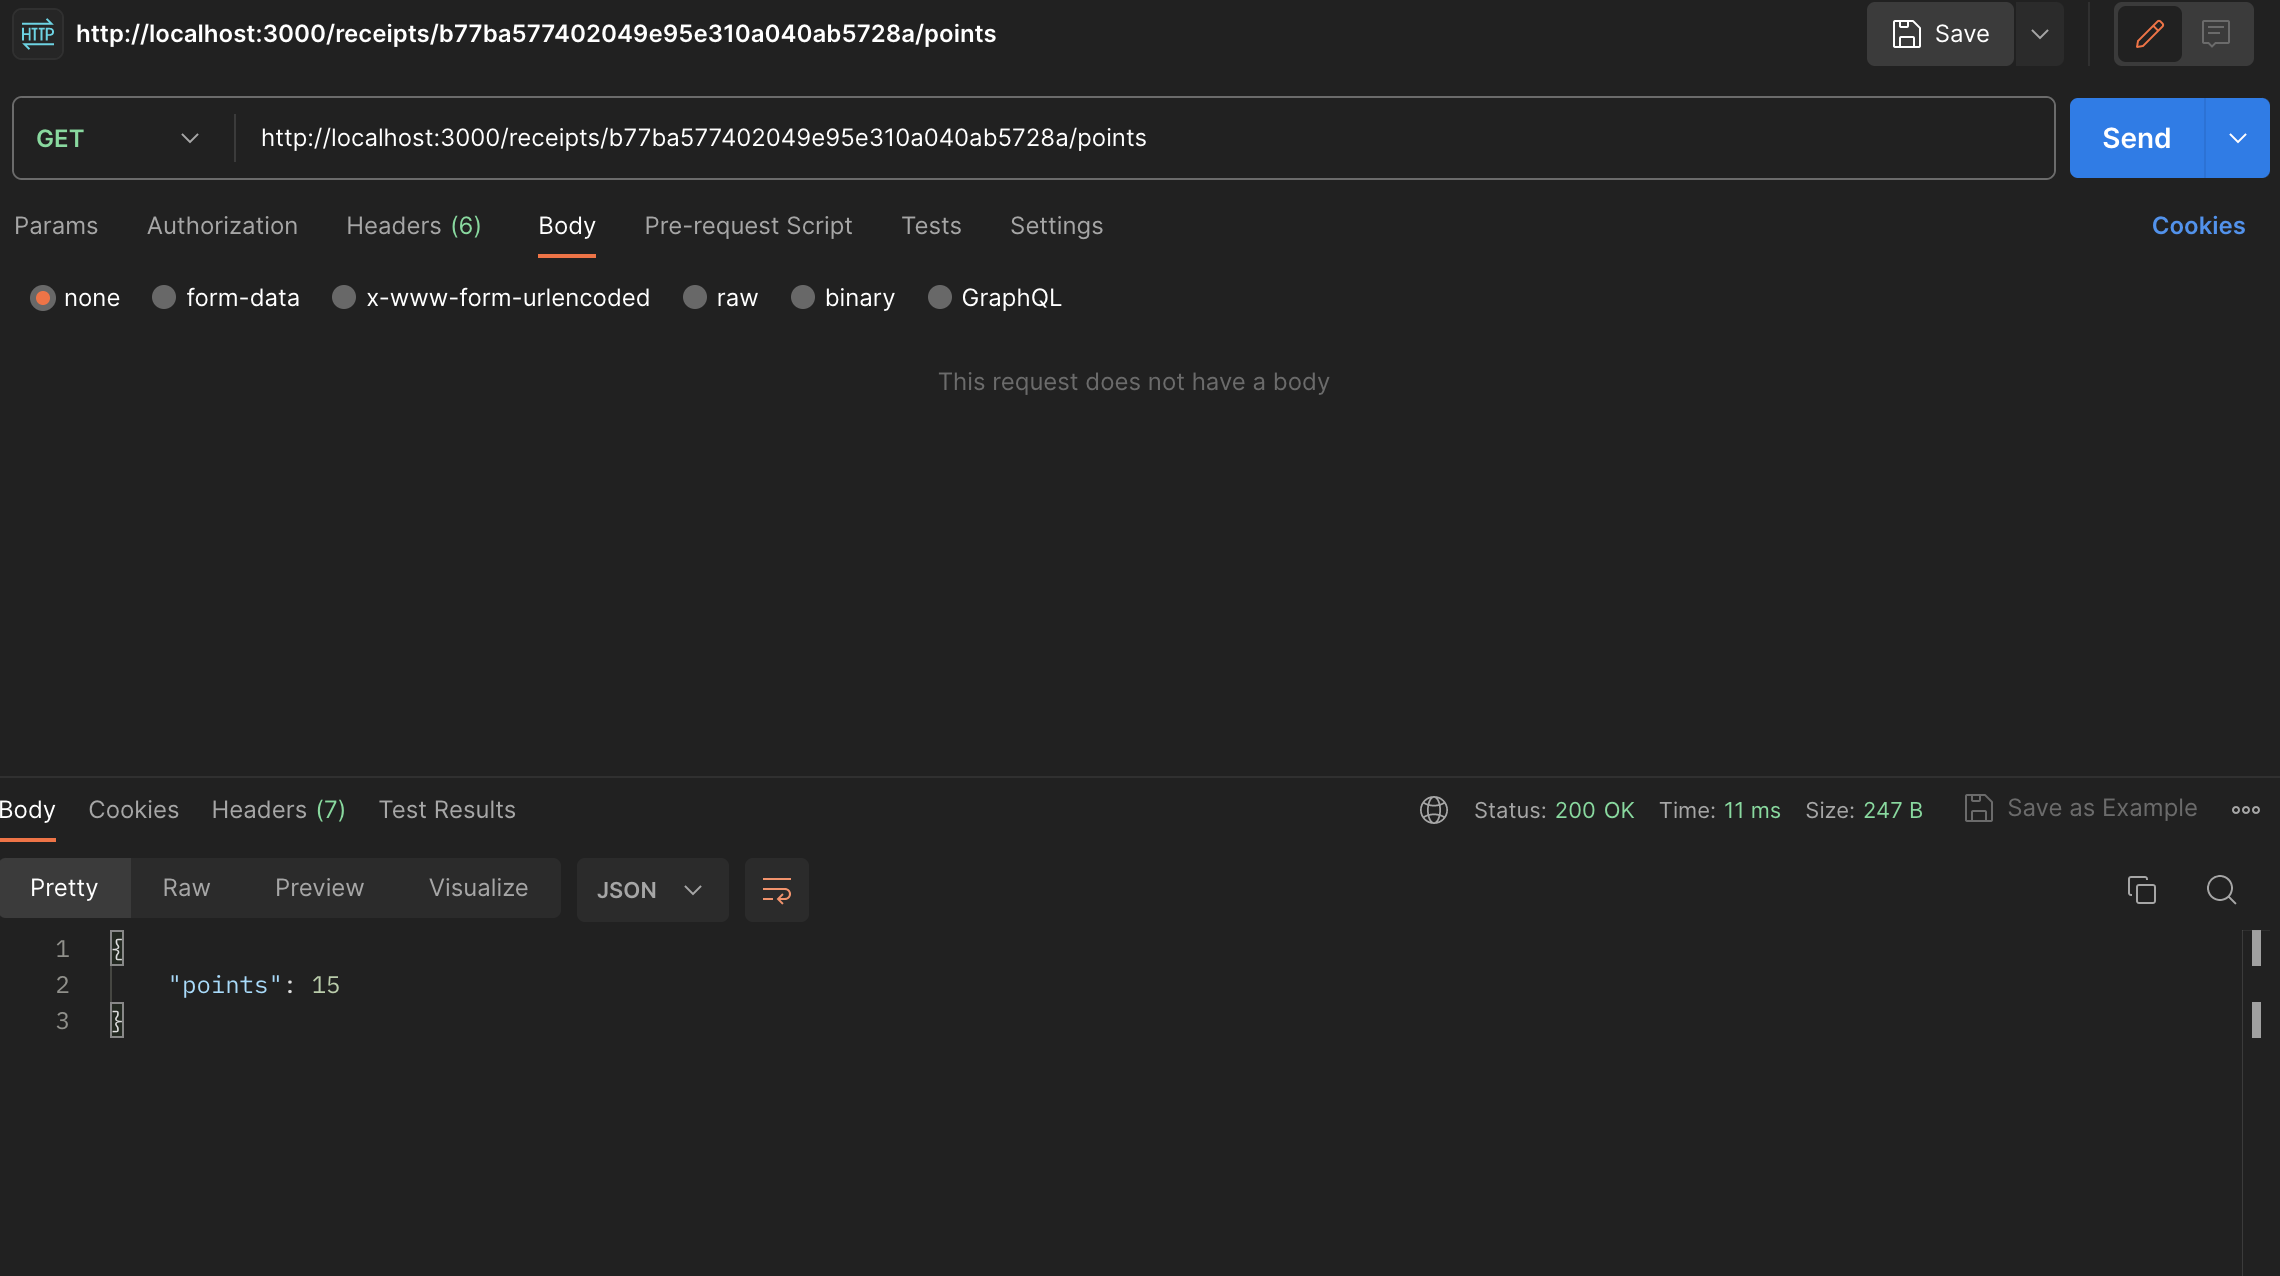 HTTP http://localhost:3000/receipts/b77ba577402049e95e310a040ab5728a/points Save
GET http://localhost:3000/receipts/b77ba577402049e95e310a040ab5728a/points Send
Params Authorization Headers (6) Body Pre-request Script Tests Settings Cookies
none form-data x-www-form-urlencoded raw binary GraphQL
This request does not have a body
Body Cookies Headers (7) Test Results Status: 200 OK Time: 11 ms Size: 247 B Save as Example
Pretty Raw Preview Visualize JSON
1 {
2 "points": 15
3 }